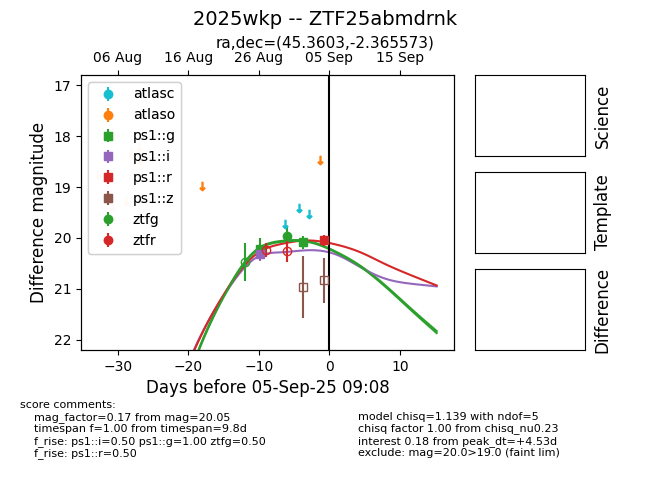 2025wkp -- ZTF25abmdrnk
ra,dec=(45.3603,-2.365573)
06 Aug 16 Aug 26 Aug 05 Sep 15 Sep
17
18
19
20
21
22
Difference magnitude
atlasc
atlaso
ps1::g
ps1::i
ps1::r
ps1::z
ztfg
ztfr
−30 −20 −10 0 10
Days before 05-Sep-25 09:08
Science
Template
Difference
score comments:
mag_factor=0.17 from mag=20.05
timespan f=1.00 from timespan=9.8d
f_rise: ps1::i=0.50 ps1::g=1.00 ztfg=0.50
f_rise: ps1::r=0.50
model chisq=1.139 with ndof=5
chisq factor 1.00 from chisq_nu0.23
interest 0.18 from peak_dt=+4.53d
exclude: mag=20.0>19.0 (faint lim)